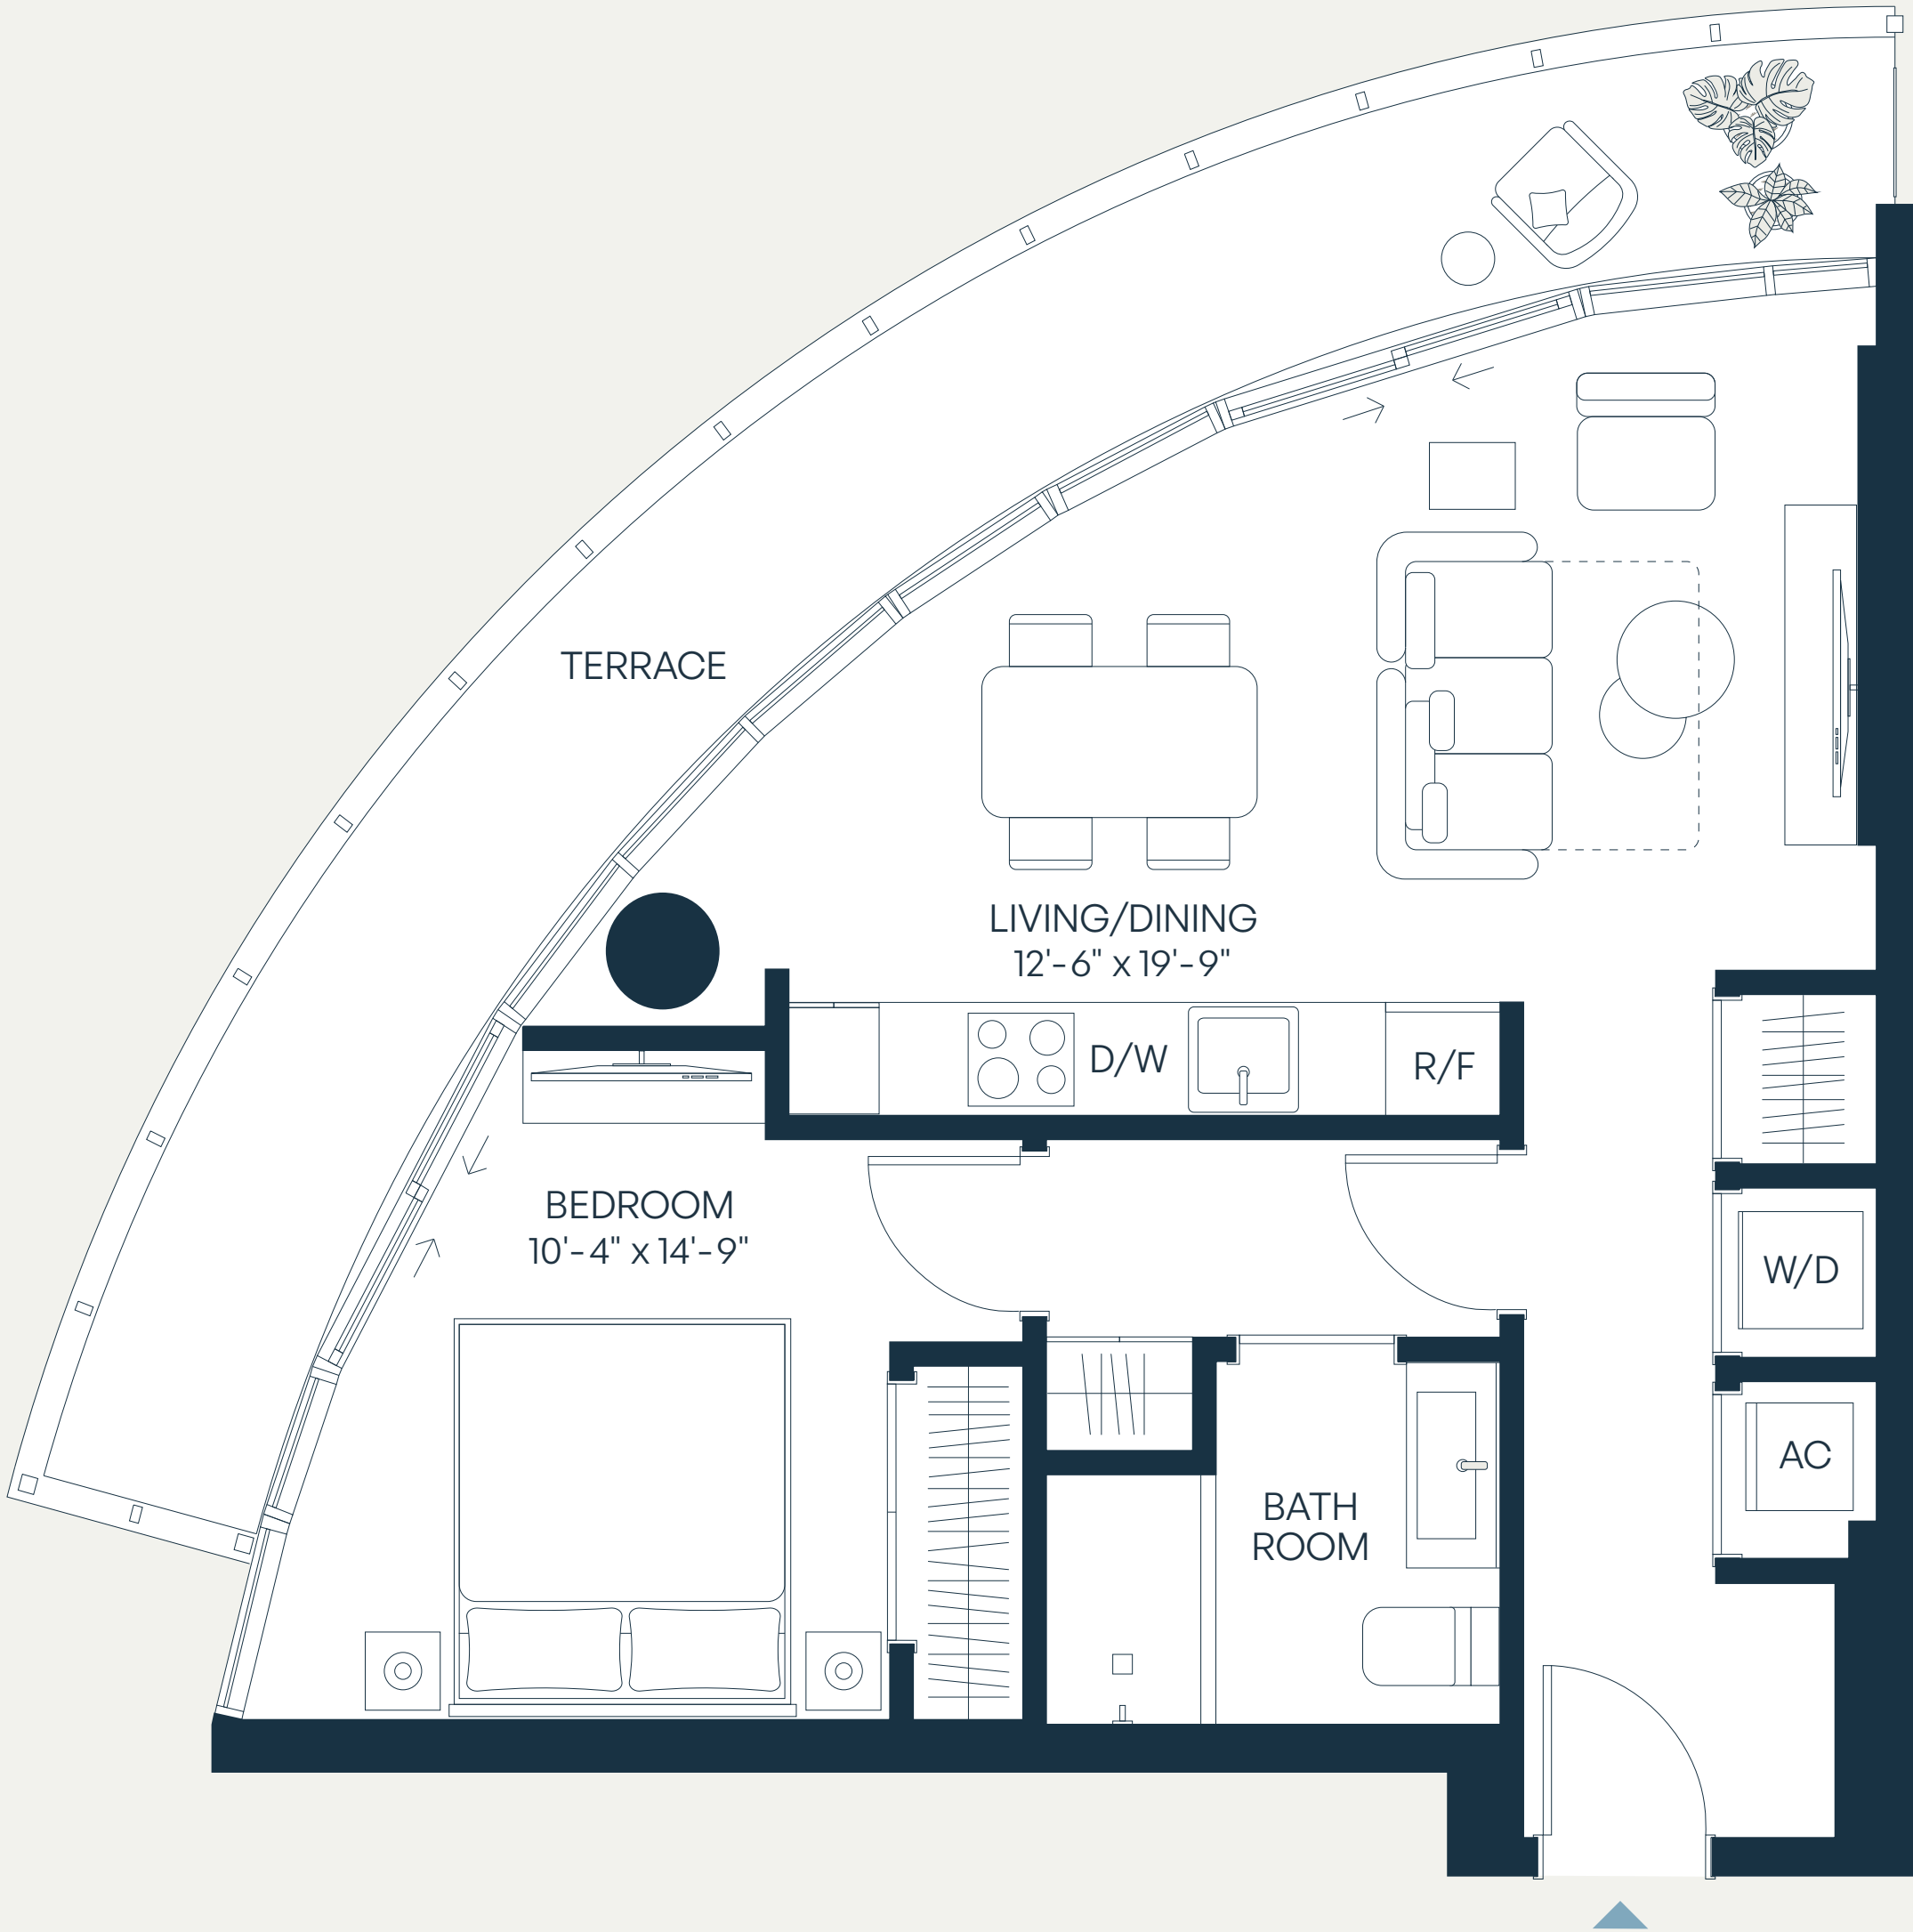 TERRACE
LIVING/DINING
12'-6" x 19'-9"
D/W
R/F
BEDROOM
10'-4" x 14'-9"
W/D
AC
BATH
ROOM